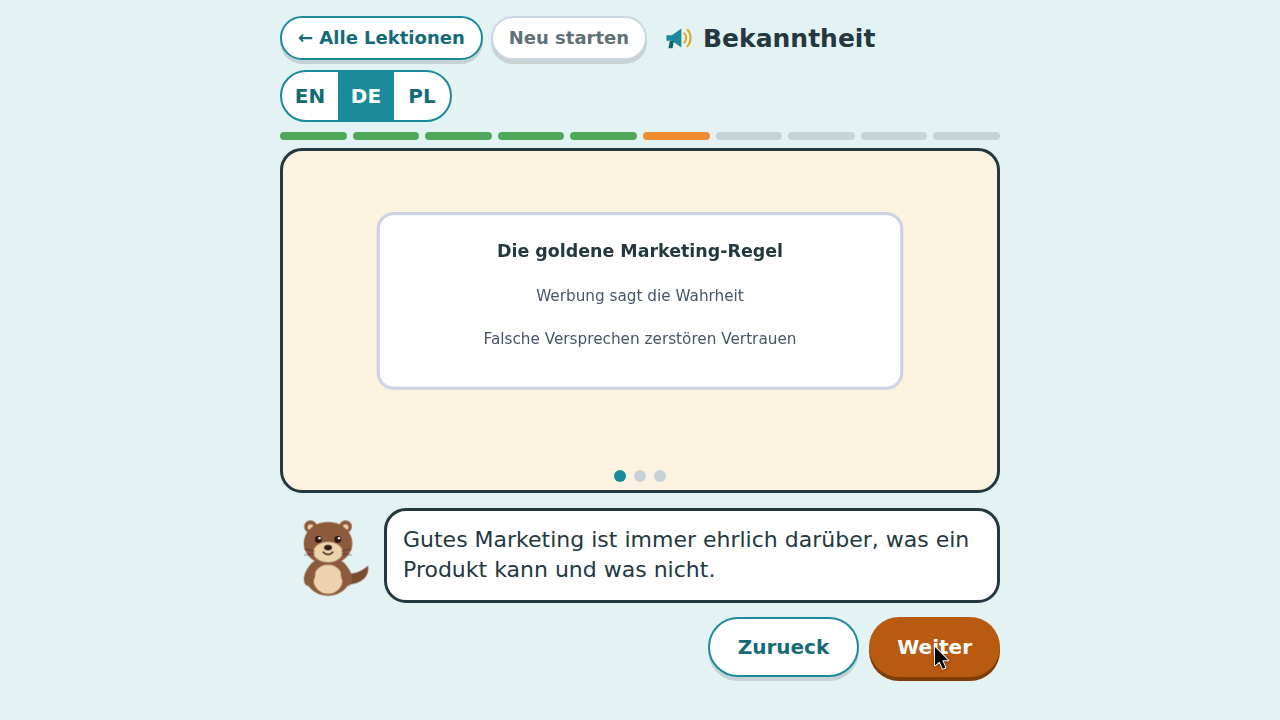 ← Alle Lektionen
Neu starten
Bekanntheit
EN
DE
PL
Die goldene Marketing-Regel
Werbung sagt die Wahrheit
Falsche Versprechen zerstören Vertrauen
Gutes Marketing ist immer ehrlich darüber, was ein
Produkt kann und was nicht.
Zurueck
Weiter